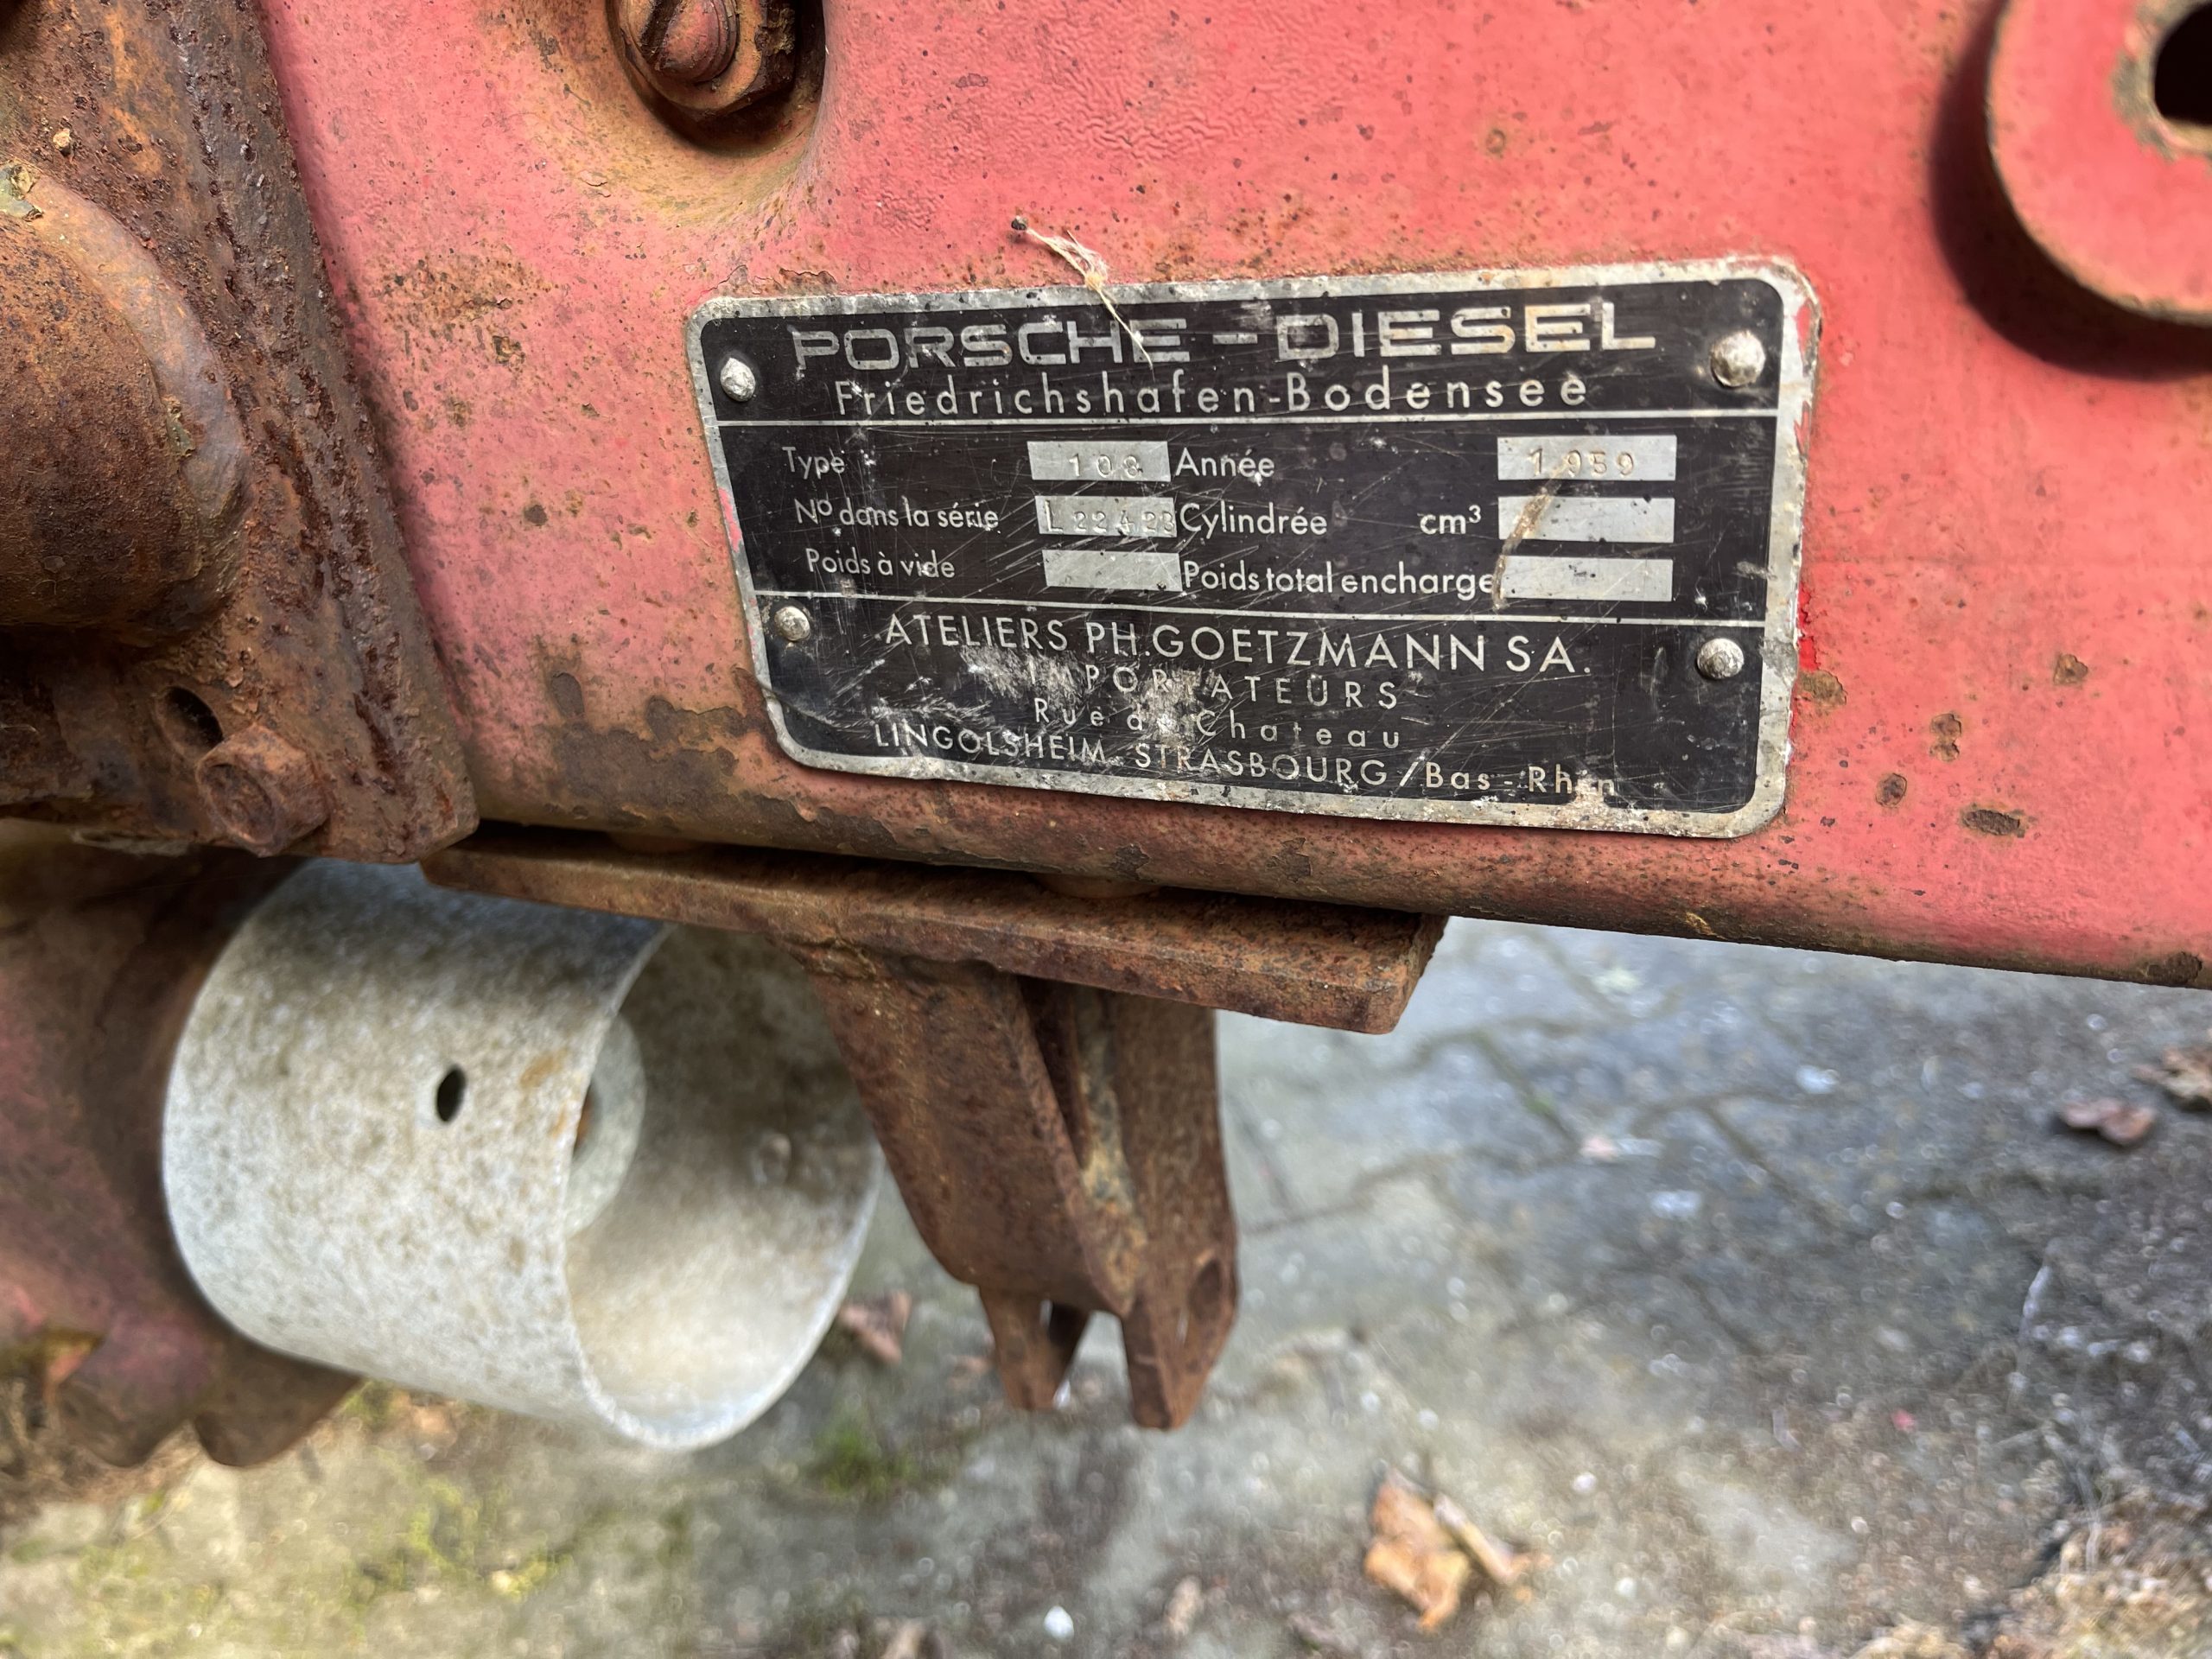 PORSCHE-DIESEL
Friedrichshafen-Bodensee
Type 108 Année 1959
No dans la série Cylindrée cm³
Poids à vide Poids total encharge
ATELIERS PH.GOETZMANN SA.
IMPORTATEURS
Rue du Chateau
LINGOLSHEIM-STRASBOURG/Bas-Rhin